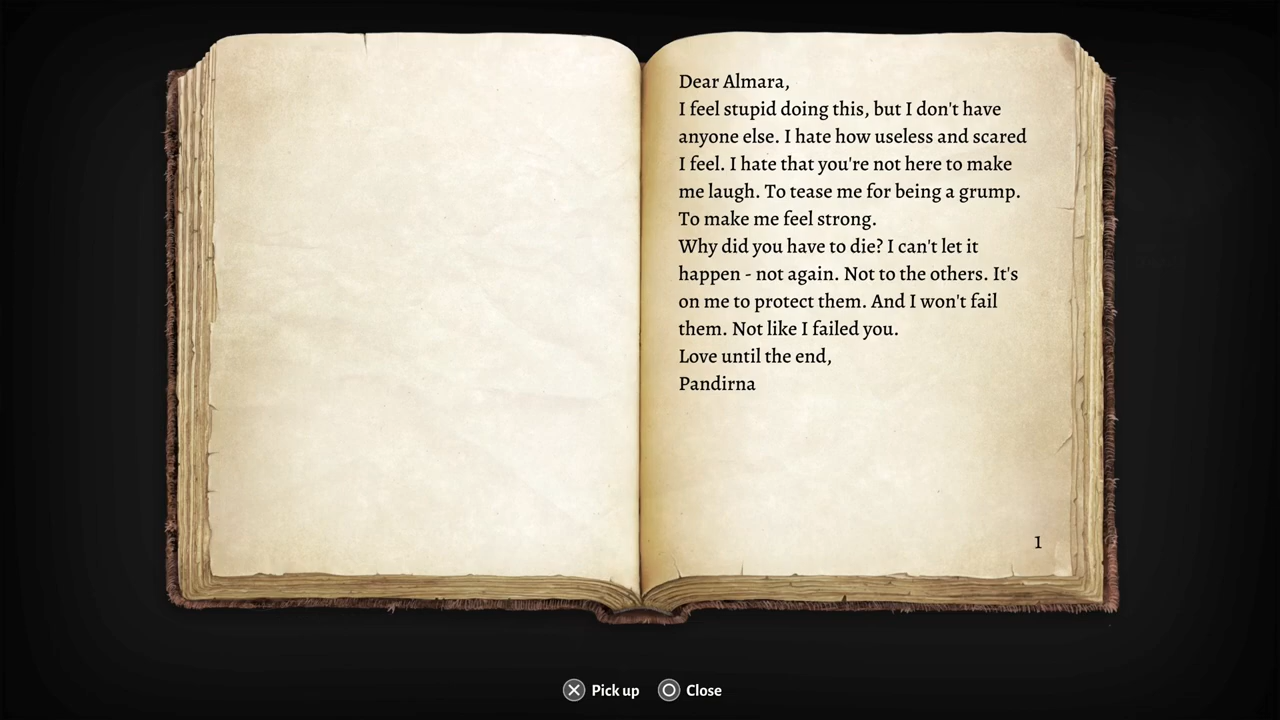 Dear Almara,
I feel stupid doing this, but I don't have
anyone else. I hate how useless and scared
I feel. I hate that you're not here to make
me laugh. To tease me for being a grump.
To make me feel strong.
Why did you have to die? I can't let it
happen - not again. Not to the others. It's
on me to protect them. And I won't fail
them. Not like I failed you.
Love until the end,
Pandirna
1
Pick up
Close